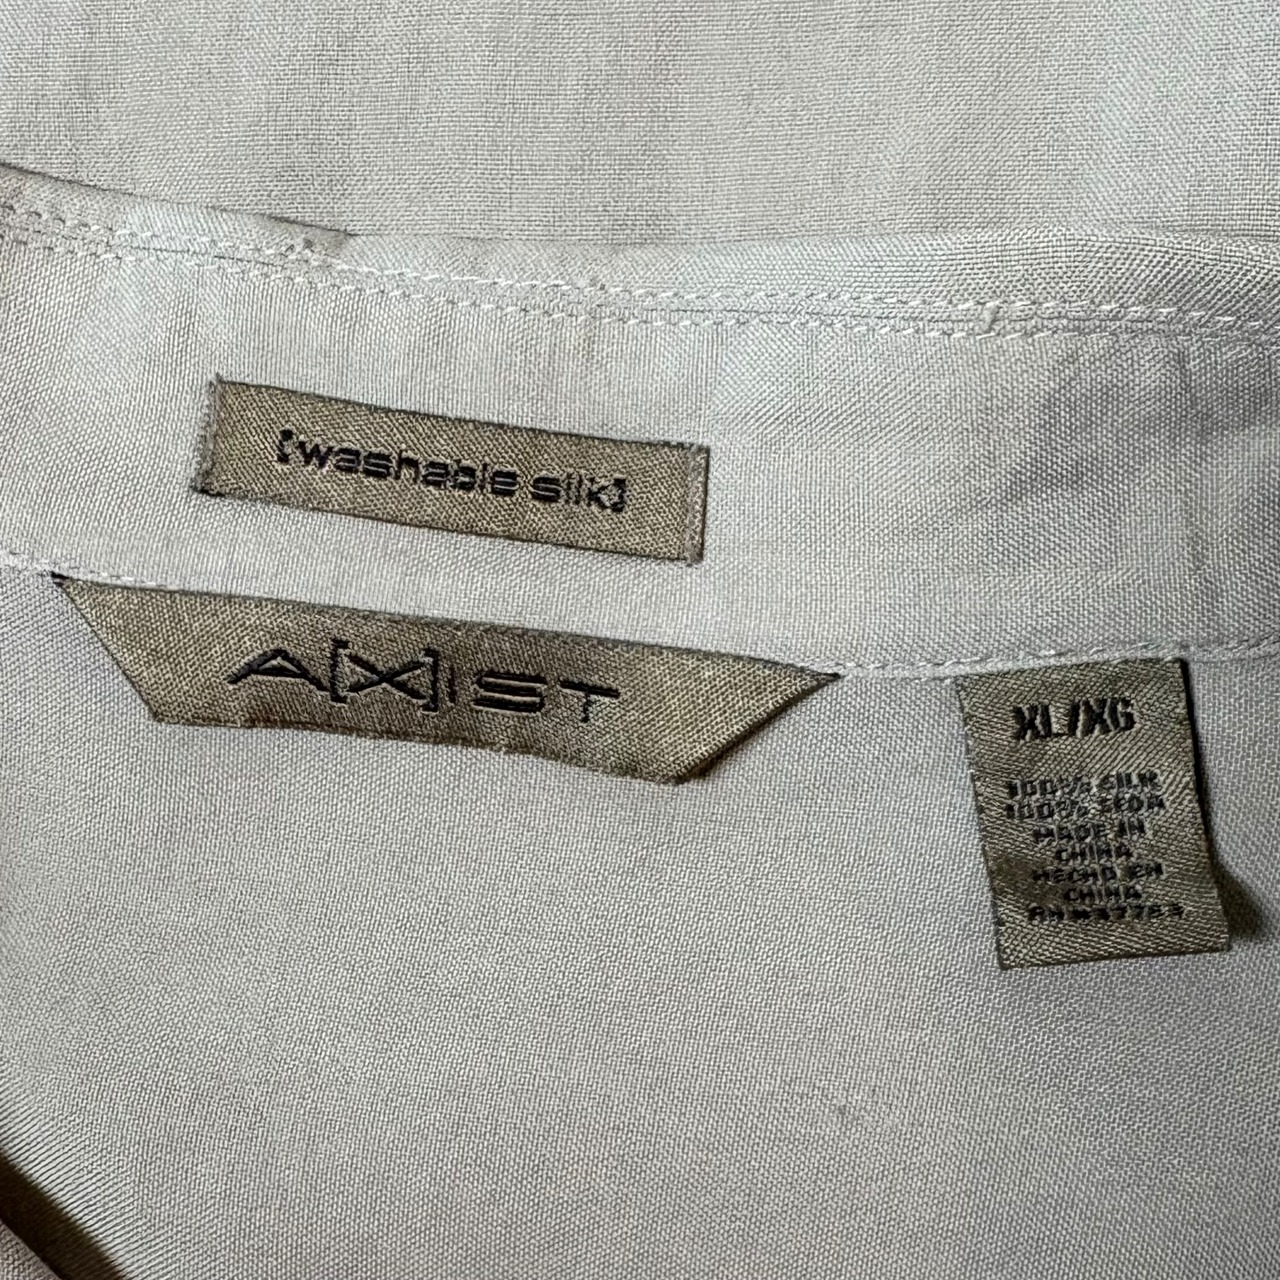 [washable silk]
A[X]IST
XL/XG
100% SILK
100% SEDA
MADE IN
CHINA
HECHO EN
CHINA